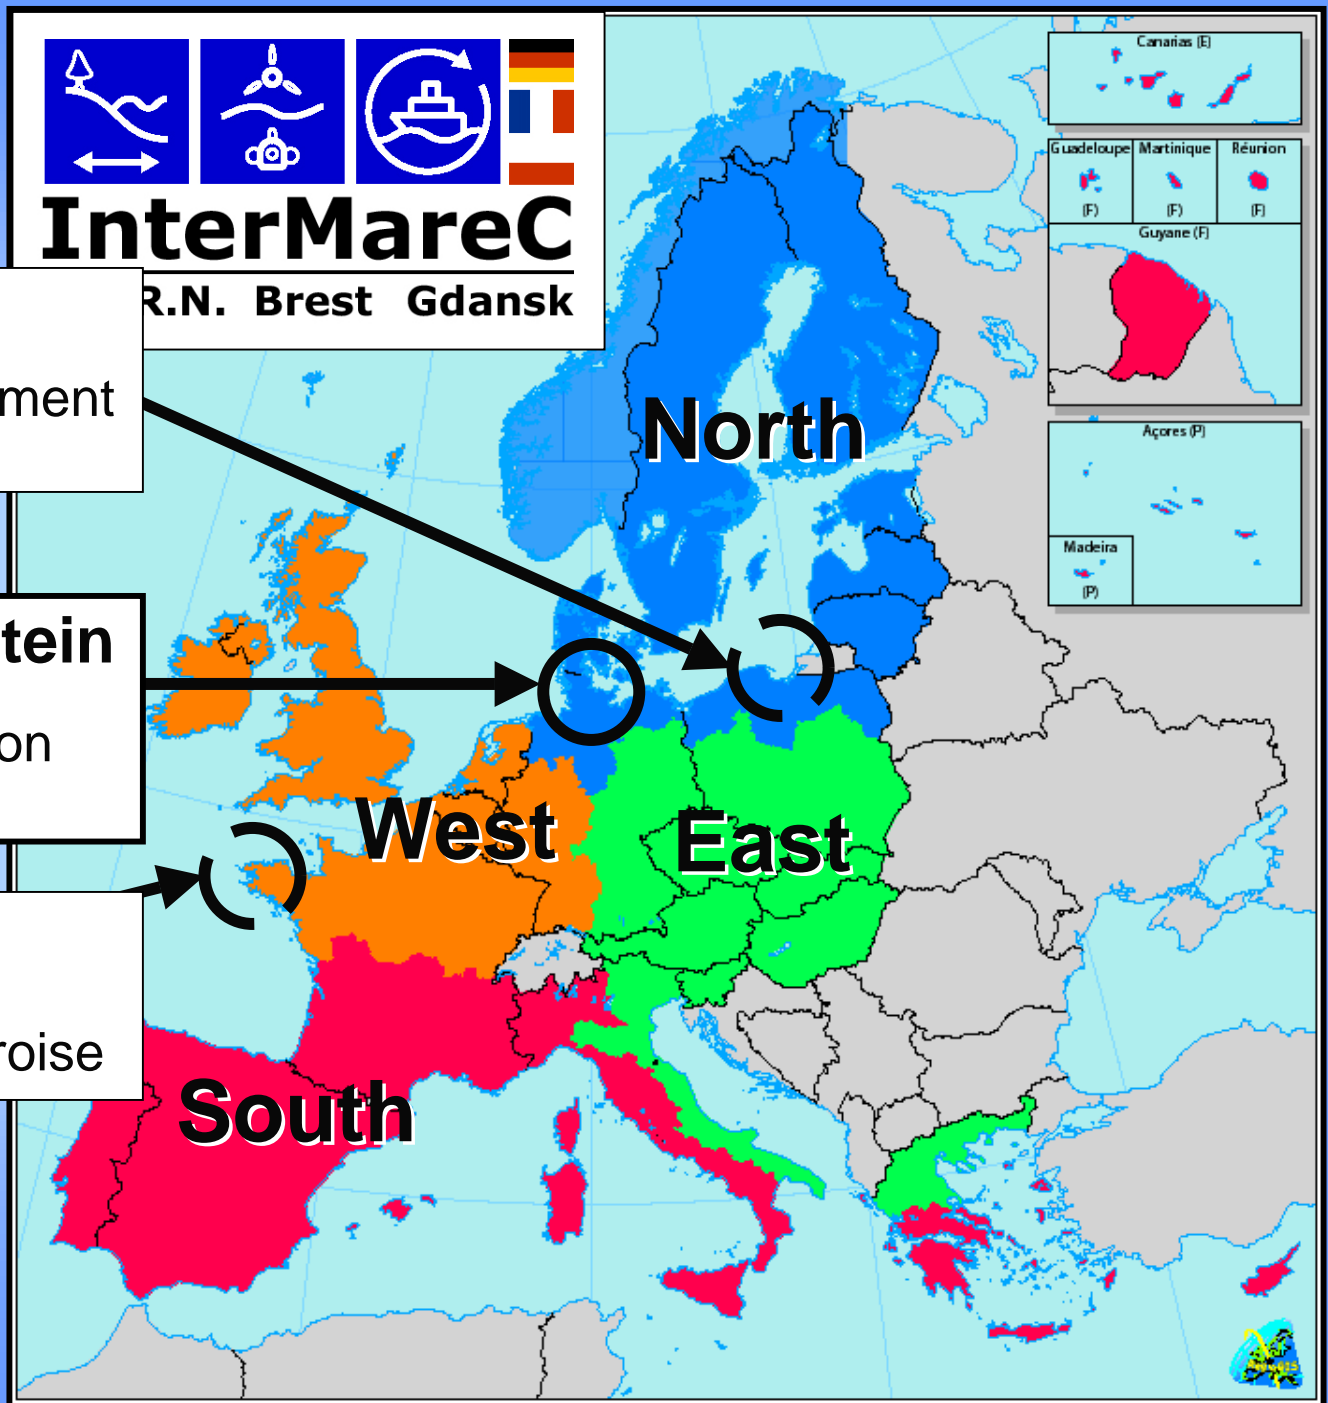 InterMareC
R.N. Brest Gdansk
ment
tein
on
roise
North
West
East
South
Canarias (E)
Guadeloupe
(F)
Martinique
(F)
Réunion
(F)
Guyane (F)
Açores (P)
Madeira
(P)